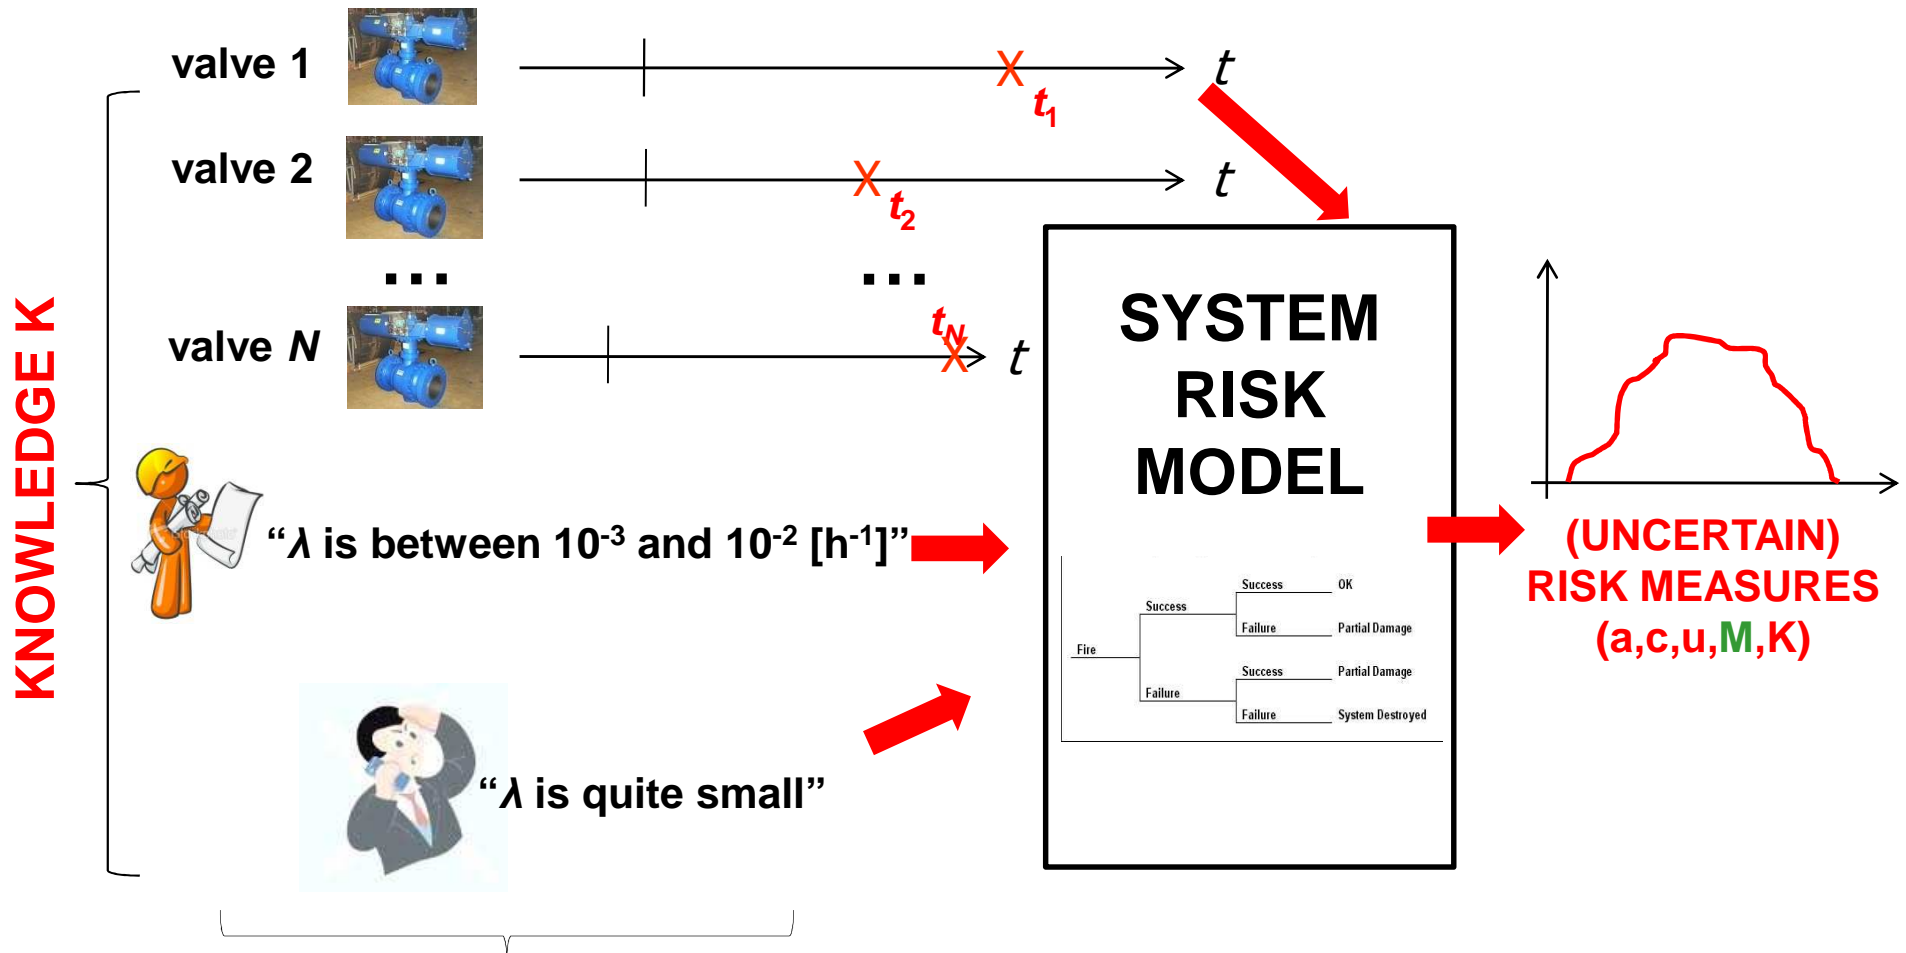 valve 1
t
t1
valve 2
t
t2
...
...
valve N
tN
t
KNOWLEDGE K
“λ is between 10-3 and 10-2 [h-1]”
“λ is quite small”
SYSTEM
RISK
MODEL
Fire
Success
Failure
Success
Failure
Success
Failure
OK
Partial Damage
Partial Damage
System Destroyed
(UNCERTAIN)
RISK MEASURES
(a,c,u,M,K)